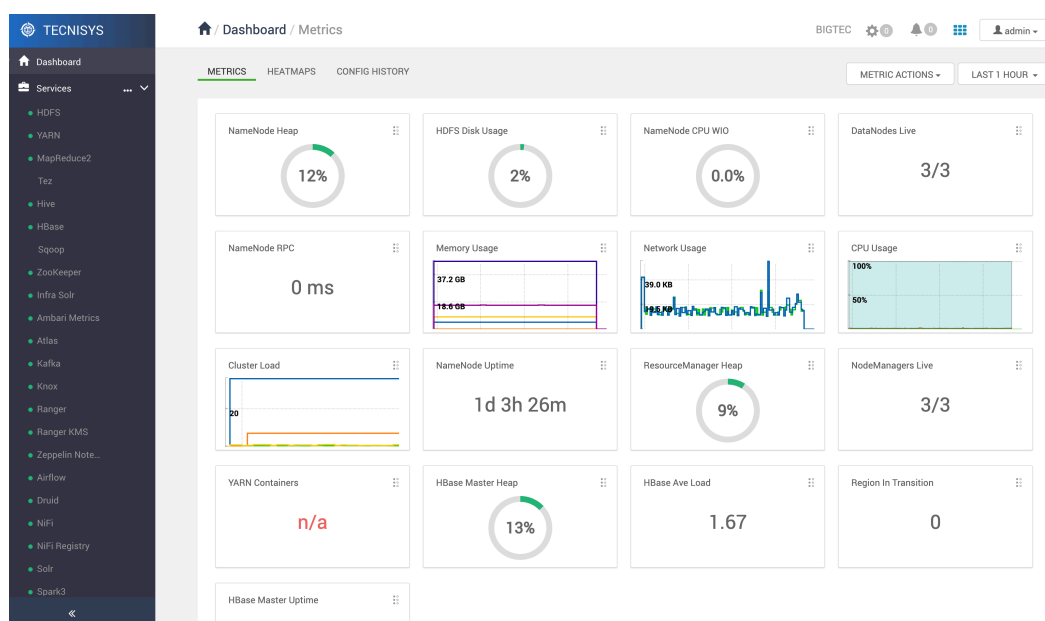 TECNISYS
Dashboard / Metrics
BIGTEC
0
0
admin
Dashboard
Services
...
HDFS
YARN
MapReduce2
Tez
Hive
HBase
Sqoop
ZooKeeper
Infra Solr
Ambari Metrics
Atlas
Kafka
Knox
Ranger
Ranger KMS
Zeppelin Note...
Airflow
Druid
NiFi
NiFi Registry
Solr
Spark3
«
METRICS HEATMAPS CONFIG HISTORY
METRIC ACTIONS LAST 1 HOUR
NameNode Heap
12%
HDFS Disk Usage
2%
NameNode CPU WIO
0.0%
DataNodes Live
3/3
NameNode RPC
0 ms
Memory Usage
37.2 GB
18.6 GB
Network Usage
39.0 KB
CPU Usage
100%
50%
Cluster Load
20
NameNode Uptime
1d 3h 26m
ResourceManager Heap
9%
NodeManagers Live
3/3
YARN Containers
n/a
HBase Master Heap
13%
HBase Ave Load
1.67
Region In Transition
0
HBase Master Uptime